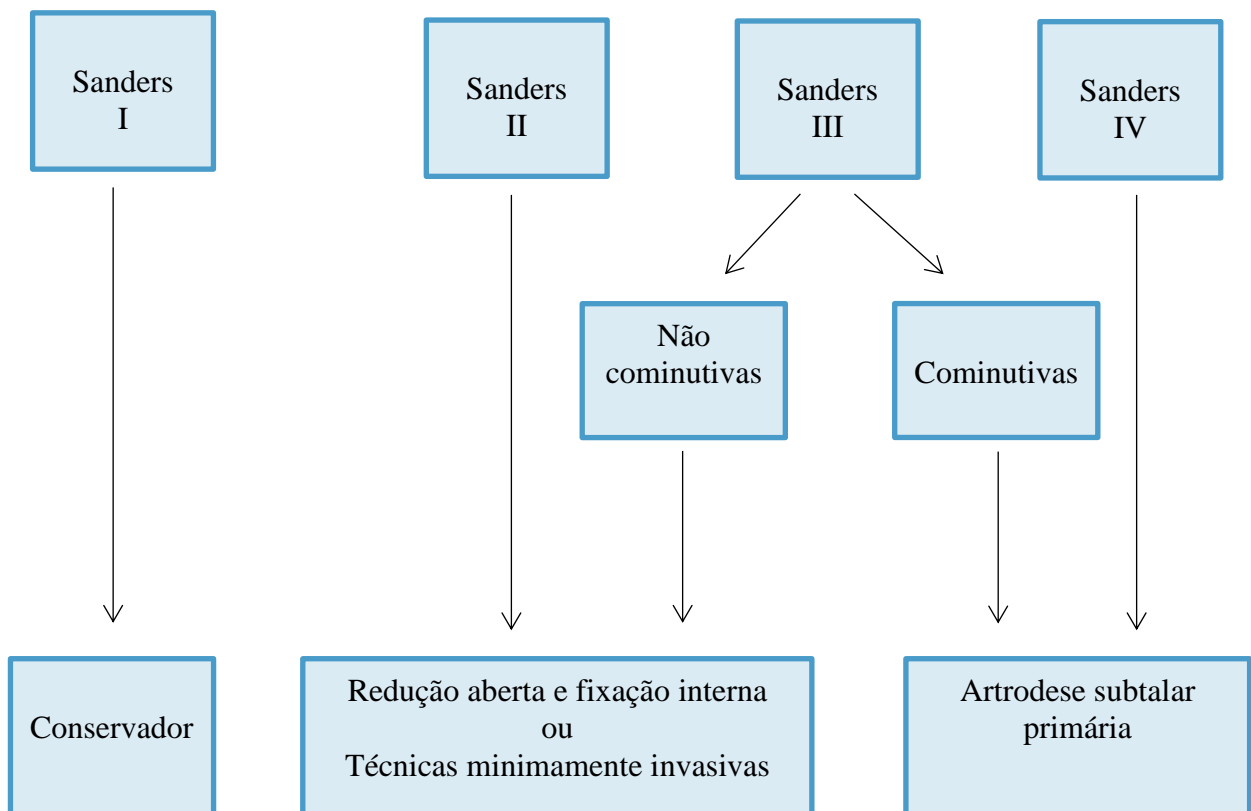 Sanders
I
Sanders
II
Sanders
III
Sanders
IV
Não
cominutivas
Cominutivas
Conservador
Redução aberta e fixação interna
ou
Técnicas minimamente invasivas
Artrodese subtalar
primária